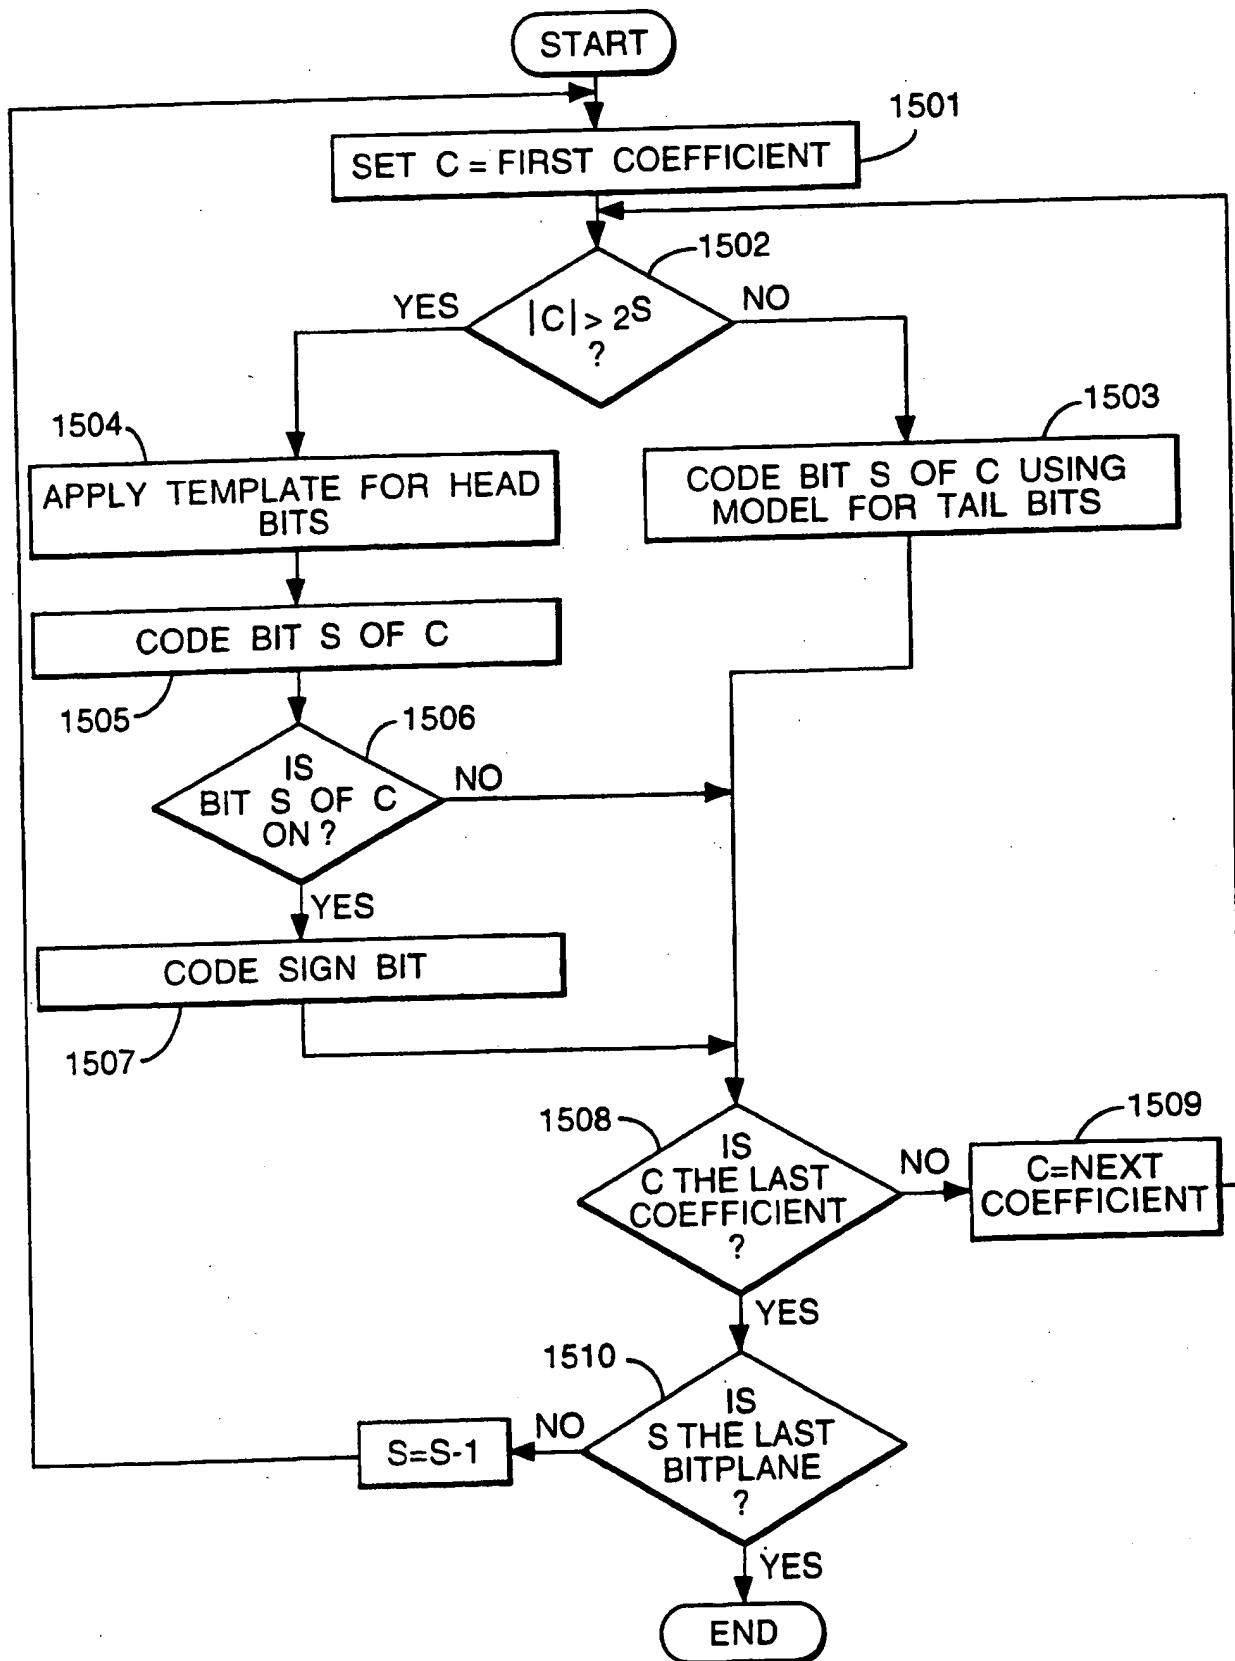 START
1501
SET C = FIRST COEFFICIENT
1502
YES
|C| > 2^S
?
NO
1504
1503
APPLY TEMPLATE FOR HEAD
BITS
CODE BIT S OF C USING
MODEL FOR TAIL BITS
CODE BIT S OF C
1505
1506
IS
BIT S OF C
ON ?
NO
YES
CODE SIGN BIT
1507
1508
IS
C THE LAST
COEFFICIENT
?
NO
1509
C=NEXT
COEFFICIENT
YES
1510
IS
S THE LAST
BITPLANE
?
NO
S=S-1
YES
END